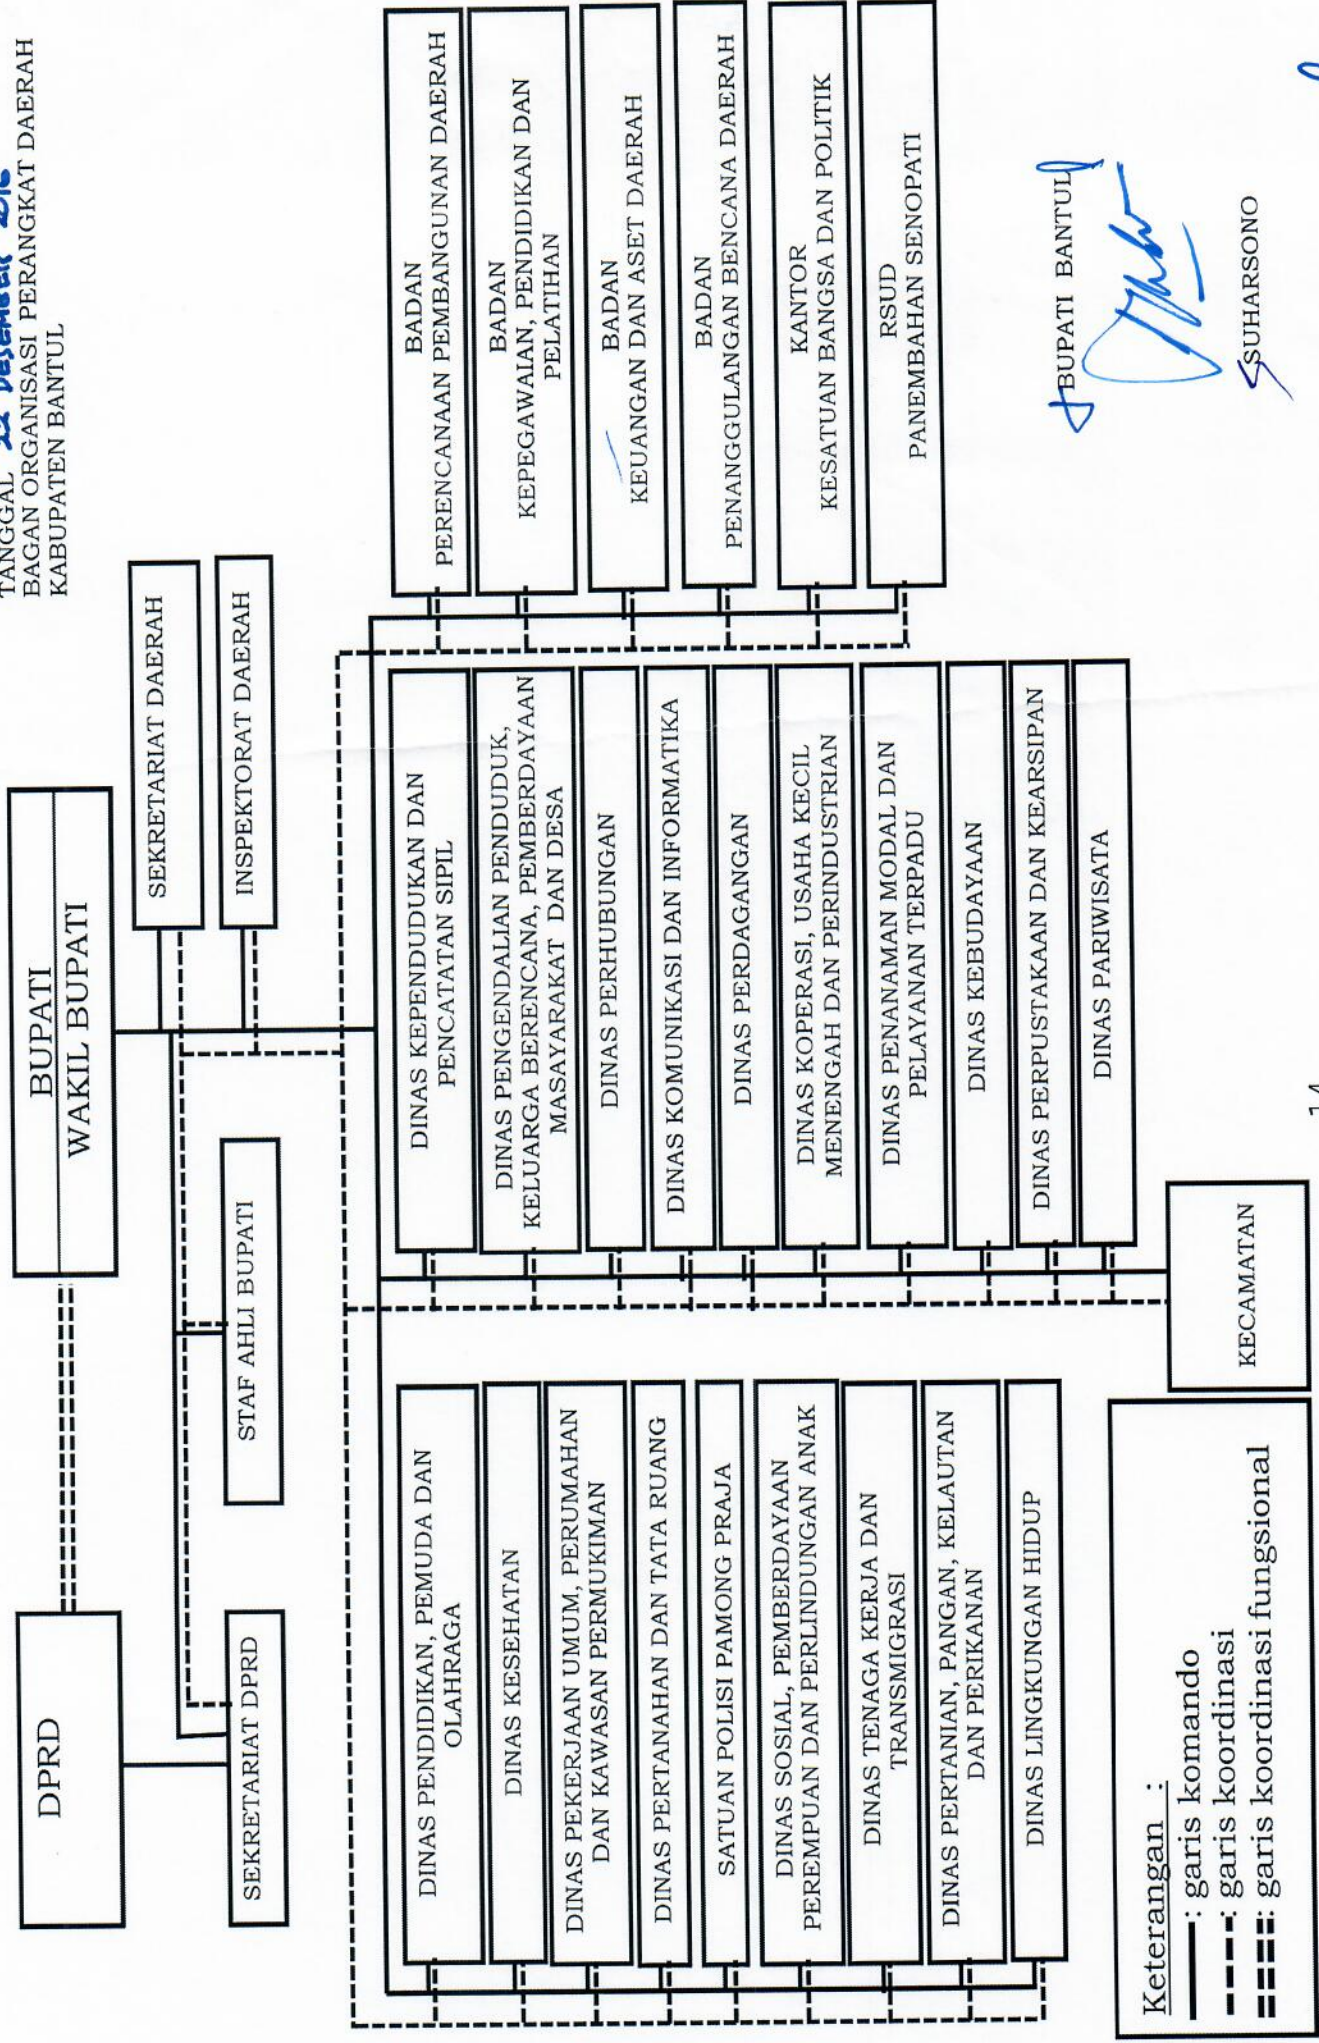 TANGGAL 22 Desember 2016
BAGAN ORGANISASI PERANGKAT DAERAH
KABUPATEN BANTUL
DPRD
BUPATI
WAKIL BUPATI
SEKRETARIAT DPRD
STAF AHLI BUPATI
SEKRETARIAT DAERAH
INSPEKTORAT DAERAH
DINAS PENDIDIKAN, PEMUDA DAN
OLAHRAGA
DINAS KESEHATAN
DINAS PEKERJAAN UMUM, PERUMAHAN
DAN KAWASAN PERMUKIMAN
DINAS PERTANAHAN DAN TATA RUANG
SATUAN POLISI PAMONG PRAJA
DINAS SOSIAL, PEMBERDAYAAN
PEREMPUAN DAN PERLINDUNGAN ANAK
DINAS TENAGA KERJA DAN
TRANSMIGRASI
DINAS PERTANIAN, PANGAN, KELAUTAN
DAN PERIKANAN
DINAS LINGKUNGAN HIDUP
DINAS KEPENDUDUKAN DAN
PENCATATAN SIPIL
DINAS PENGENDALIAN PENDUDUK,
KELUARGA BERENCANA, PEMBERDAYAAN
MASAYARAKAT DAN DESA
DINAS PERHUBUNGAN
DINAS KOMUNIKASI DAN INFORMATIKA
DINAS PERDAGANGAN
DINAS KOPERASI, USAHA KECIL
MENENGAH DAN PERINDUSTRIAN
DINAS PENANAMAN MODAL DAN
PELAYANAN TERPADU
DINAS KEBUDAYAAN
DINAS PERPUSTAKAAN DAN KEARSIPAN
DINAS PARIWISATA
KECAMATAN
BADAN
PERENCANAAN PEMBANGUNAN DAERAH
BADAN
KEPEGAWAIAN, PENDIDIKAN DAN
PELATIHAN
BADAN
KEUANGAN DAN ASET DAERAH
BADAN
PENANGGULANGAN BENCANA DAERAH
KANTOR
KESATUAN BANGSA DAN POLITIK
RSUD
PANEMBAHAN SENOPATI
Keterangan :
: garis komando
: garis koordinasi
: garis koordinasi fungsional
BUPATI BANTUL
SUHARSONO
14